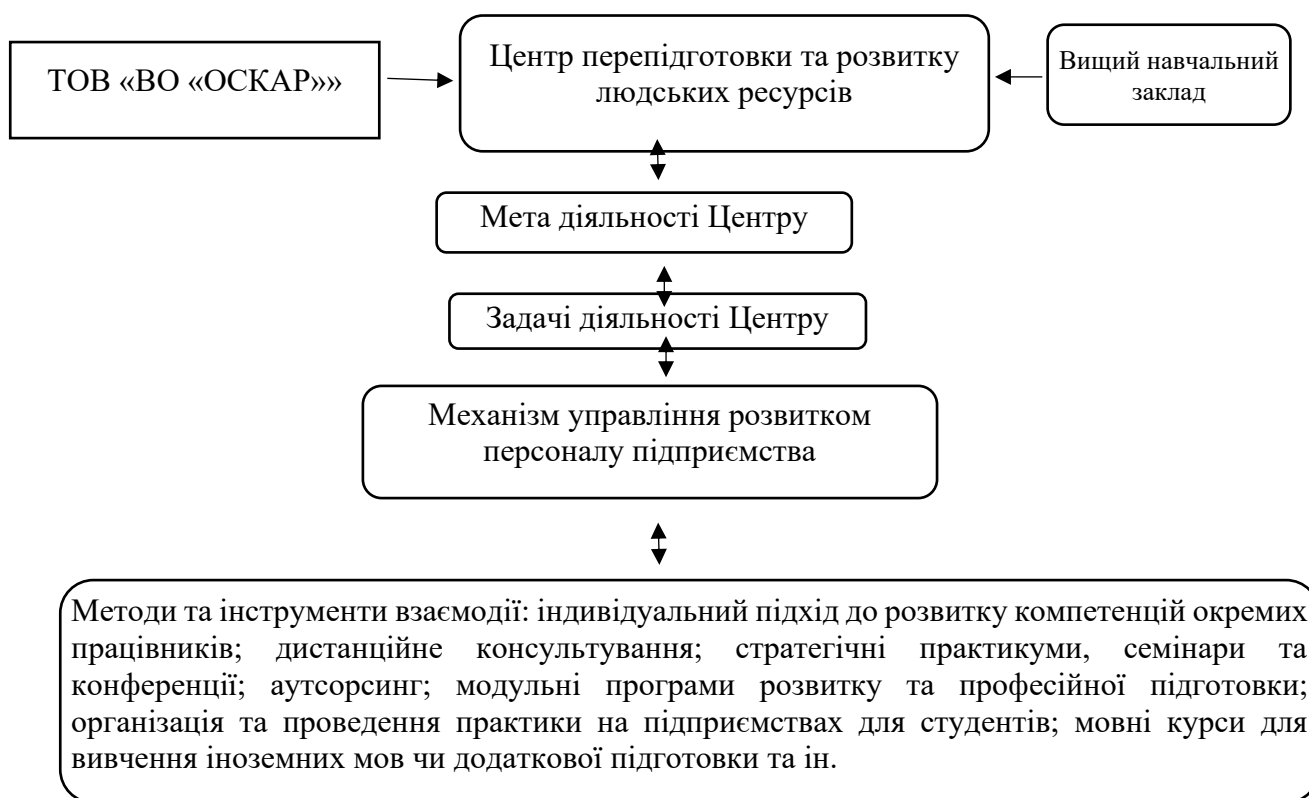 ТОВ «ВО «ОСКАР»»
Центр перепідготовки та розвитку
людських ресурсів
Вищий навчальний
заклад
Мета діяльності Центру
Задачі діяльності Центру
Механізм управління розвитком
персоналу підприємства
Методи та інструменти взаємодії: індивідуальний підхід до розвитку компетенцій окремих
працівників; дистанційне консультування; стратегічні практикуми, семінари та
конференції; аутсорсинг; модульні програми розвитку та професійної підготовки;
організація та проведення практики на підприємствах для студентів; мовні курси для
вивчення іноземних мов чи додаткової підготовки та ін.